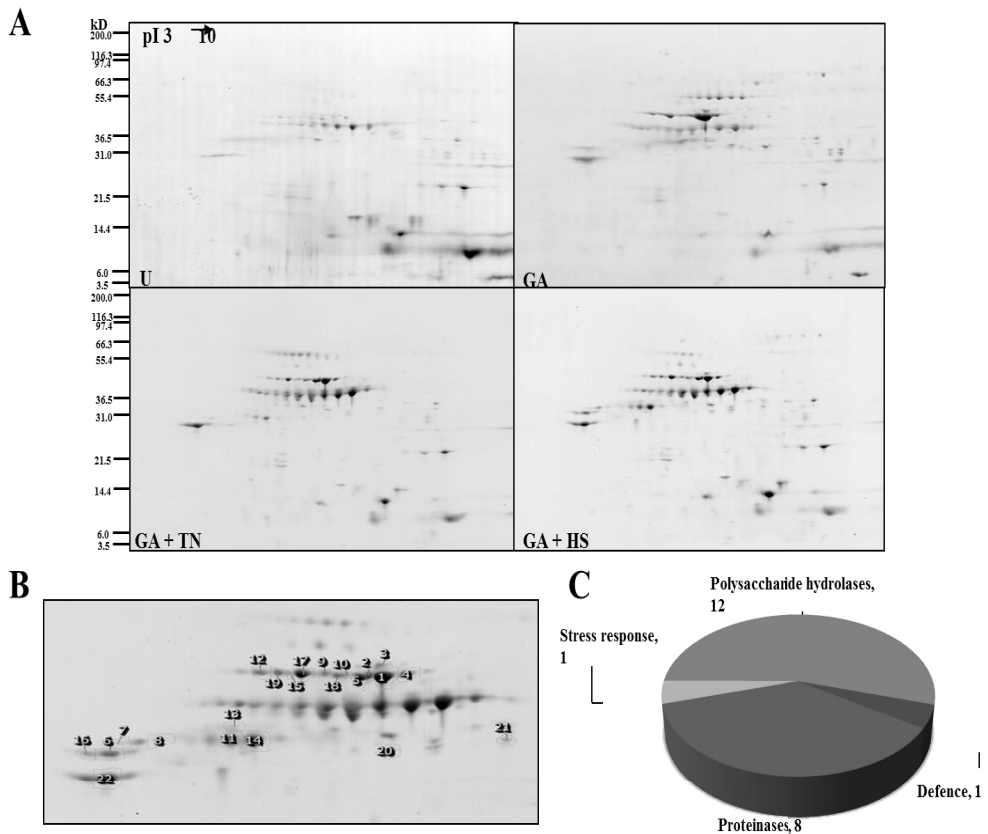 A
kD
200.0
pI 3 10
116.3
97.4
66.3
55.4
36.5
31.0
21.5
14.4
6.0
3.5
U
GA
200.0
116.3
97.4
66.3
55.4
36.5
31.0
21.5
14.4
6.0
3.5
GA + TN
GA + HS
B
12 17 9 10 2 3
19 15 18 5 1 4
13
16 6 7 8 11 14 20 21
22
C
Polysaccharide hydrolases,
12
Stress response,
1
Defence, 1
Proteinases, 8